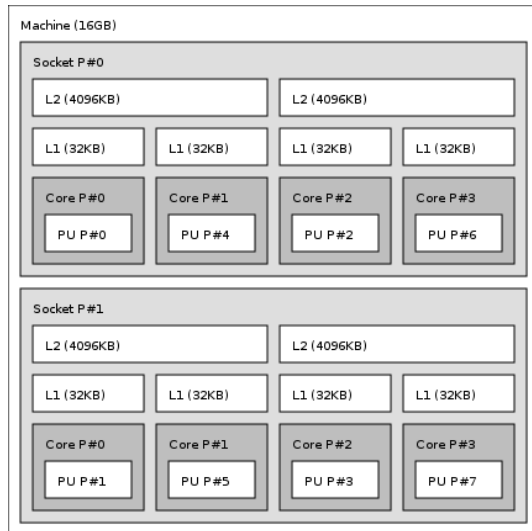 Machine (16GB)
Socket P#0
L2 (4096KB) L2 (4096KB)
L1 (32KB) L1 (32KB) L1 (32KB) L1 (32KB)
Core P#0 Core P#1 Core P#2 Core P#3
PU P#0 PU P#4 PU P#2 PU P#6
Socket P#1
L2 (4096KB) L2 (4096KB)
L1 (32KB) L1 (32KB) L1 (32KB) L1 (32KB)
Core P#0 Core P#1 Core P#2 Core P#3
PU P#1 PU P#5 PU P#3 PU P#7